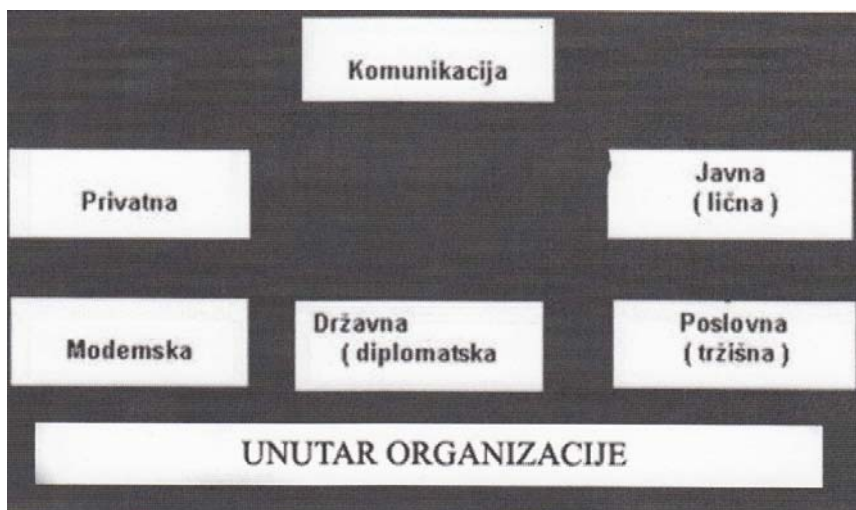 Komunikacija
Privatna
Javna
( lična )
Modemska
Državna
( diplomatska
Poslovna
( tržišna )
UNUTAR ORGANIZACIJE